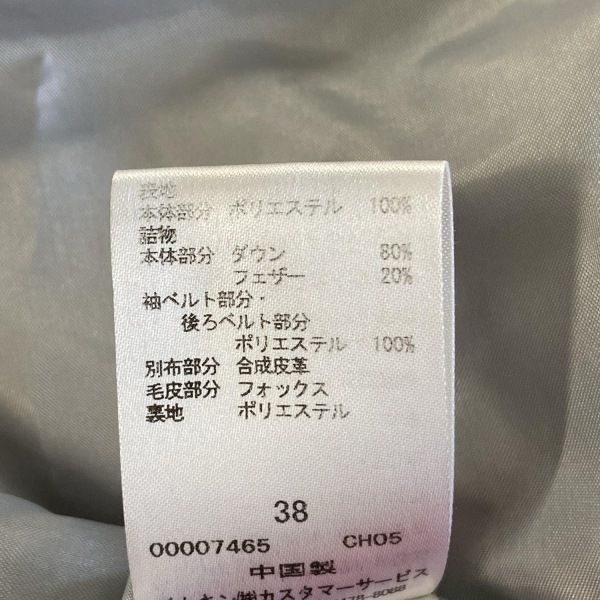 表地
本体部分 ポリエステル 100%
詰物
本体部分 ダウン 80%
フェザー 20%
袖ベルト部分・
後ろベルト部分
ポリエステル 100%
別布部分 合成皮革
毛皮部分 フォックス
裏地 ポリエステル
38
00007465 CH05
中国製
㈱カスタマーサービス